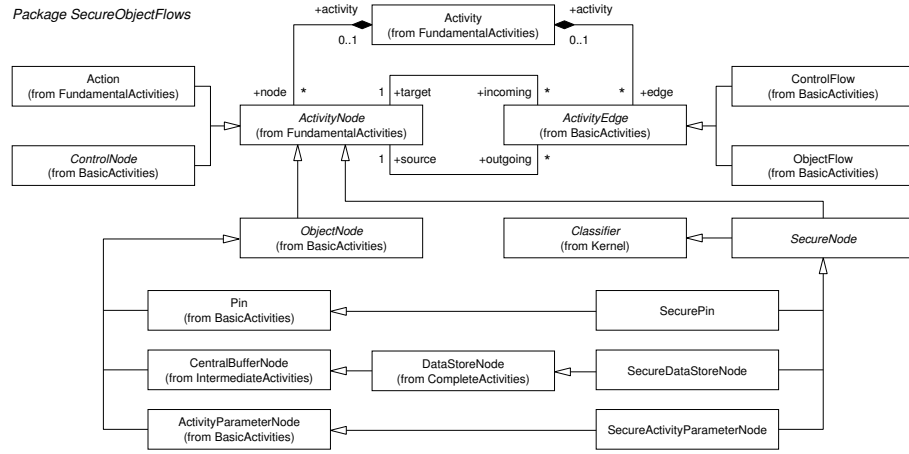 Package SecureObjectFlows
+activity
Activity
(from FundamentalActivities)
+activity
0..1
0..1
Action
(from FundamentalActivities)
+node
*
1
+target
+incoming
*
*
+edge
ControlFlow
(from BasicActivities)
ActivityNode
(from FundamentalActivities)
ActivityEdge
(from BasicActivities)
ControlNode
(from BasicActivities)
1
+source
+outgoing
*
ObjectFlow
(from BasicActivities)
ObjectNode
(from BasicActivities)
Classifier
(from Kernel)
SecureNode
Pin
(from BasicActivities)
SecurePin
CentralBufferNode
(from IntermediateActivities)
DataStoreNode
(from CompleteActivities)
SecureDataStoreNode
ActivityParameterNode
(from BasicActivities)
SecureActivityParameterNode